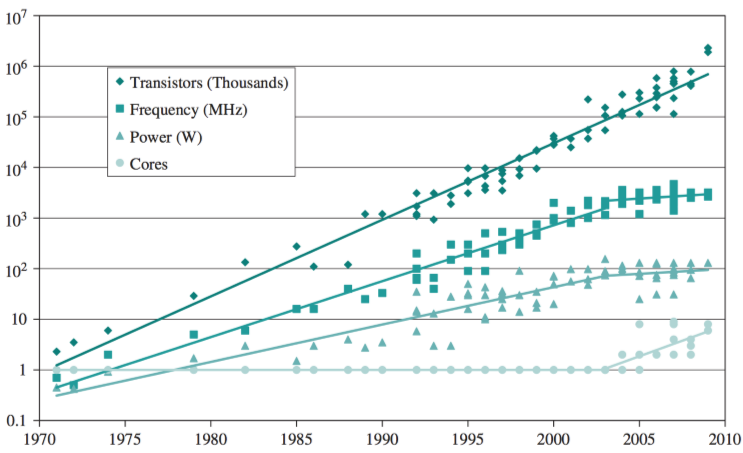 10⁷
10⁶
10⁵
10⁴
10³
10²
10
1
0.1
Transistors (Thousands)
Frequency (MHz)
Power (W)
Cores
1970 1975 1980 1985 1990 1995 2000 2005 2010